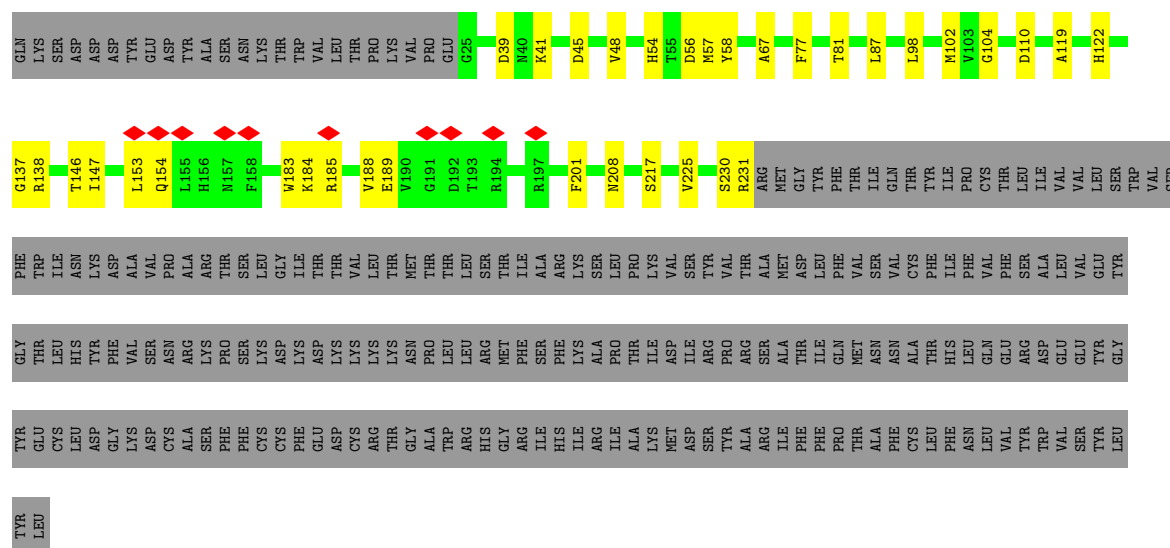 GLN LYS SER ASP ASP ASP TYR GLU ASP TYR ALA SER ASN LYS THR TRP VAL LEU THR PRO LYS VAL PRO GLU G25 D39 N40 K41 D45 V48 H54 T55 D56 M57 Y58 A67 F77 T81 L87 L98 M102 V103 G104 D110 A119 H122
G137 R138 T146 I147 L153 Q154 L155 H156 N157 F158 W183 K184 R185 V188 E189 V190 G191 D192 T193 R194 R197 F201 N208 S217 V225 S230 R231 ARG MET GLY TYR PHE THR ILE GLN THR TYR ILE PRO CYS THR LEU ILE VAL VAL LEU SER TRP VAL SER
PHE TRP ILE ASN LYS ASP ALA VAL PRO ALA ARG THR SER LEU GLY ILE THR THR VAL LEU THR MET THR THR LEU SER THR ILE ALA ARG LYS SER LEU PRO LYS VAL SER TYR VAL THR ALA MET ASP LEU PHE VAL SER VAL CYS PHE ILE PHE VAL PHE SER ALA LEU VAL GLU TYR
GLY THR LEU HIS TYR PHE VAL SER ASN ARG LYS PRO SER LYS ASP LYS ASP LYS LYS LYS LYS ASN PRO LEU LEU ARG MET PHE SER PHE LYS ALA PRO THR ILE ASP ILE ARG PRO ARG SER ALA THR ILE GLN MET ASN ASN ALA THR HIS LEU GLN GLU ARG ASP GLU GLU TYR GLY
TYR GLU CYS LEU ASP GLY LYS ASP CYS ALA SER PHE PHE CYS CYS PHE GLU ASP CYS ARG THR GLY ALA TRP ARG HIS GLY ARG ILE HIS ILE ARG ILE ALA LYS MET ASP SER TYR ALA ARG ILE PHE PHE PRO THR ALA PHE CYS LEU PHE ASN LEU VAL TYR TRP VAL SER TYR LEU
TYR LEU